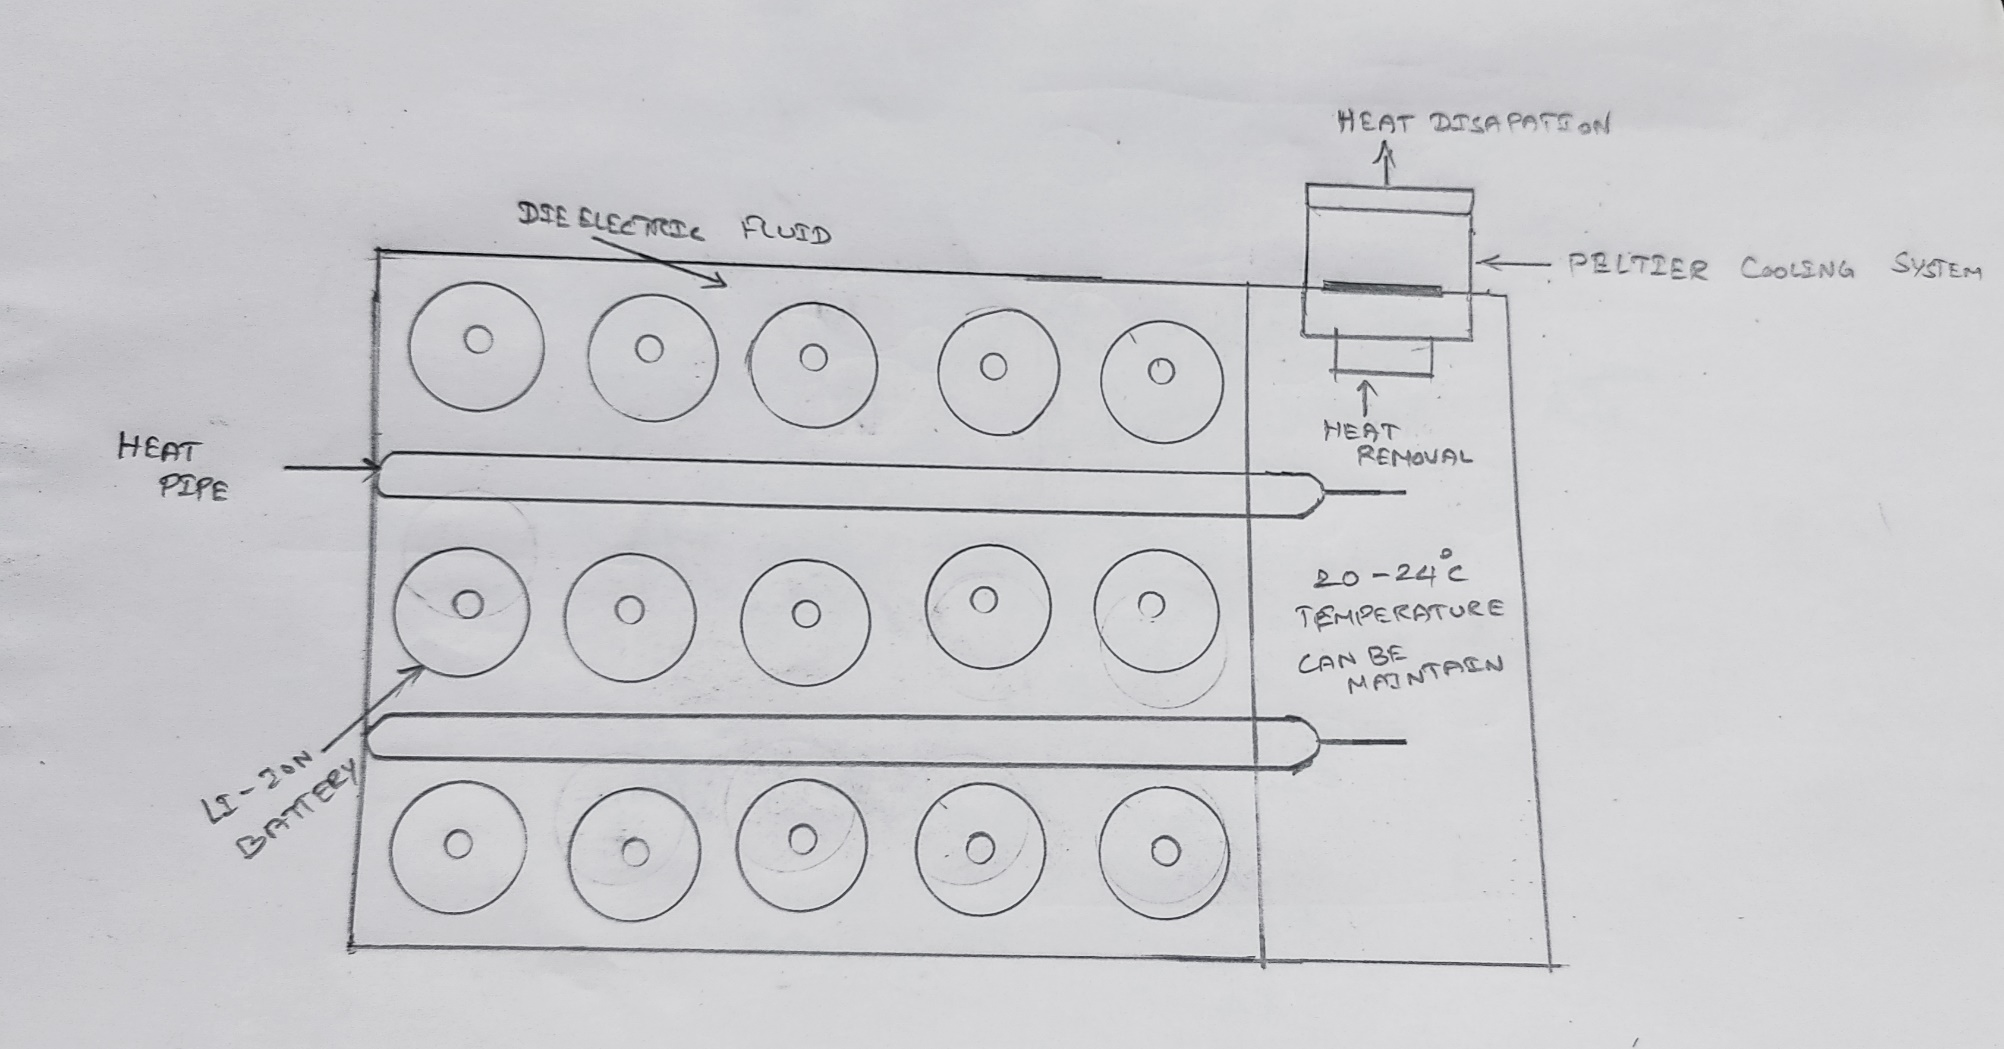 HEAT DISAPATION
DIE ELECTRIC FLUID
PELTIER COOLING SYSTEM
HEAT
REMOVAL
HEAT
PIPE
20-24°C
TEMPERATURE
CAN BE
MAINTAIN
LI-ION
BATTERY